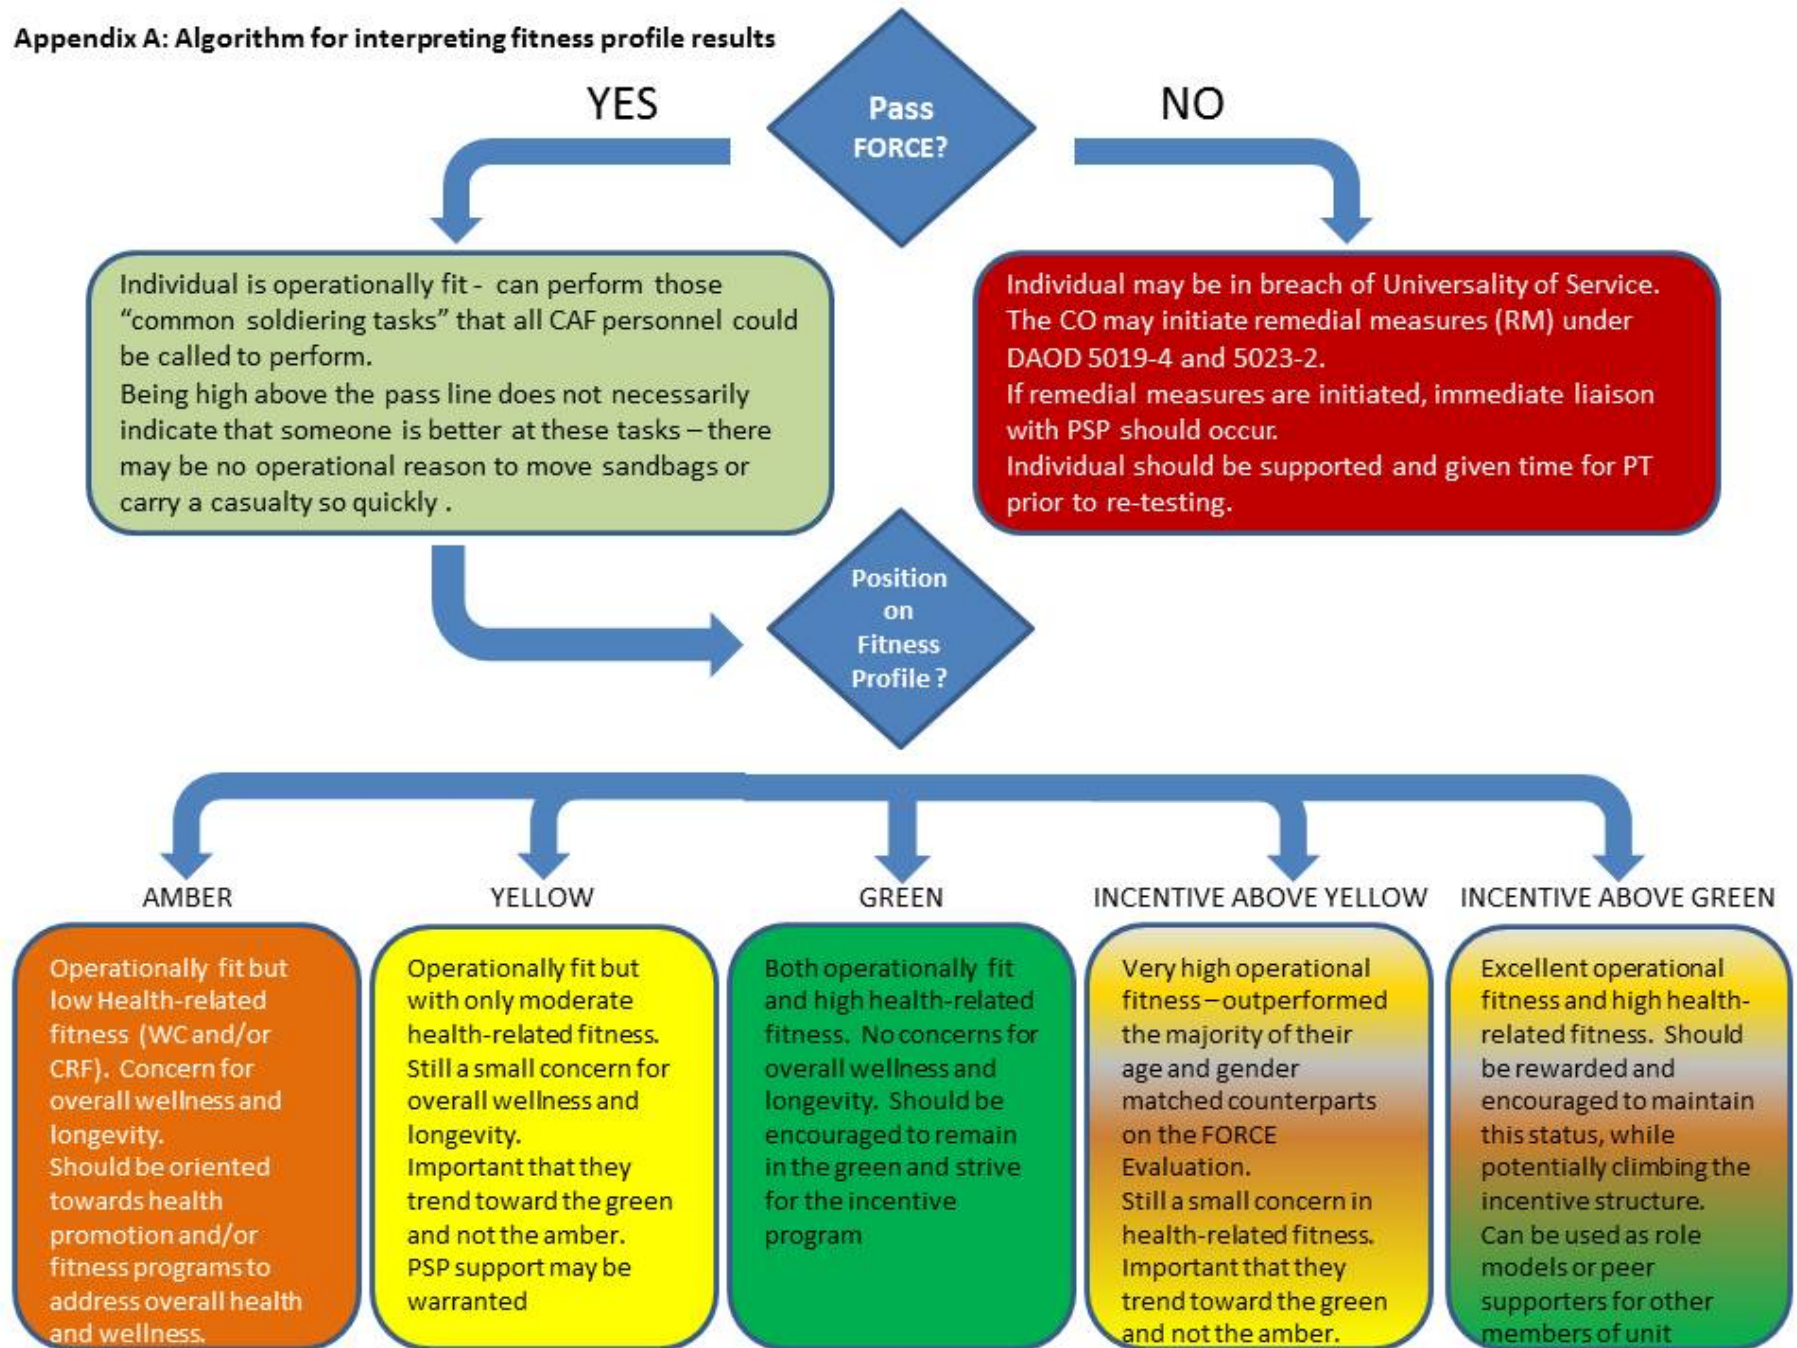 Appendix A: Algorithm for interpreting fitness profile results
YES
Pass
FORCE?
NO
Individual is operationally fit - can perform those
“common soldiering tasks” that all CAF personnel could
be called to perform.
Being high above the pass line does not necessarily
indicate that someone is better at these tasks – there
may be no operational reason to move sandbags or
carry a casualty so quickly .
Individual may be in breach of Universality of Service.
The CO may initiate remedial measures (RM) under
DAOD 5019-4 and 5023-2.
If remedial measures are initiated, immediate liaison
with PSP should occur.
Individual should be supported and given time for PT
prior to re-testing.
Position
on
Fitness
Profile ?
AMBER
Operationally fit but
low Health-related
fitness (WC and/or
CRF). Concern for
overall wellness and
longevity.
Should be oriented
towards health
promotion and/or
fitness programs to
address overall health
and wellness.
YELLOW
Operationally fit but
with only moderate
health-related fitness.
Still a small concern for
overall wellness and
longevity.
Important that they
trend toward the green
and not the amber.
PSP support may be
warranted
GREEN
Both operationally fit
and high health-related
fitness. No concerns for
overall wellness and
longevity. Should be
encouraged to remain
in the green and strive
for the incentive
program
INCENTIVE ABOVE YELLOW
Very high operational
fitness – outperformed
the majority of their
age and gender
matched counterparts
on the FORCE
Evaluation.
Still a small concern in
health-related fitness.
Important that they
trend toward the green
and not the amber.
INCENTIVE ABOVE GREEN
Excellent operational
fitness and high health-
related fitness. Should
be rewarded and
encouraged to maintain
this status, while
potentially climbing the
incentive structure.
Can be used as role
models or peer
supporters for other
members of unit